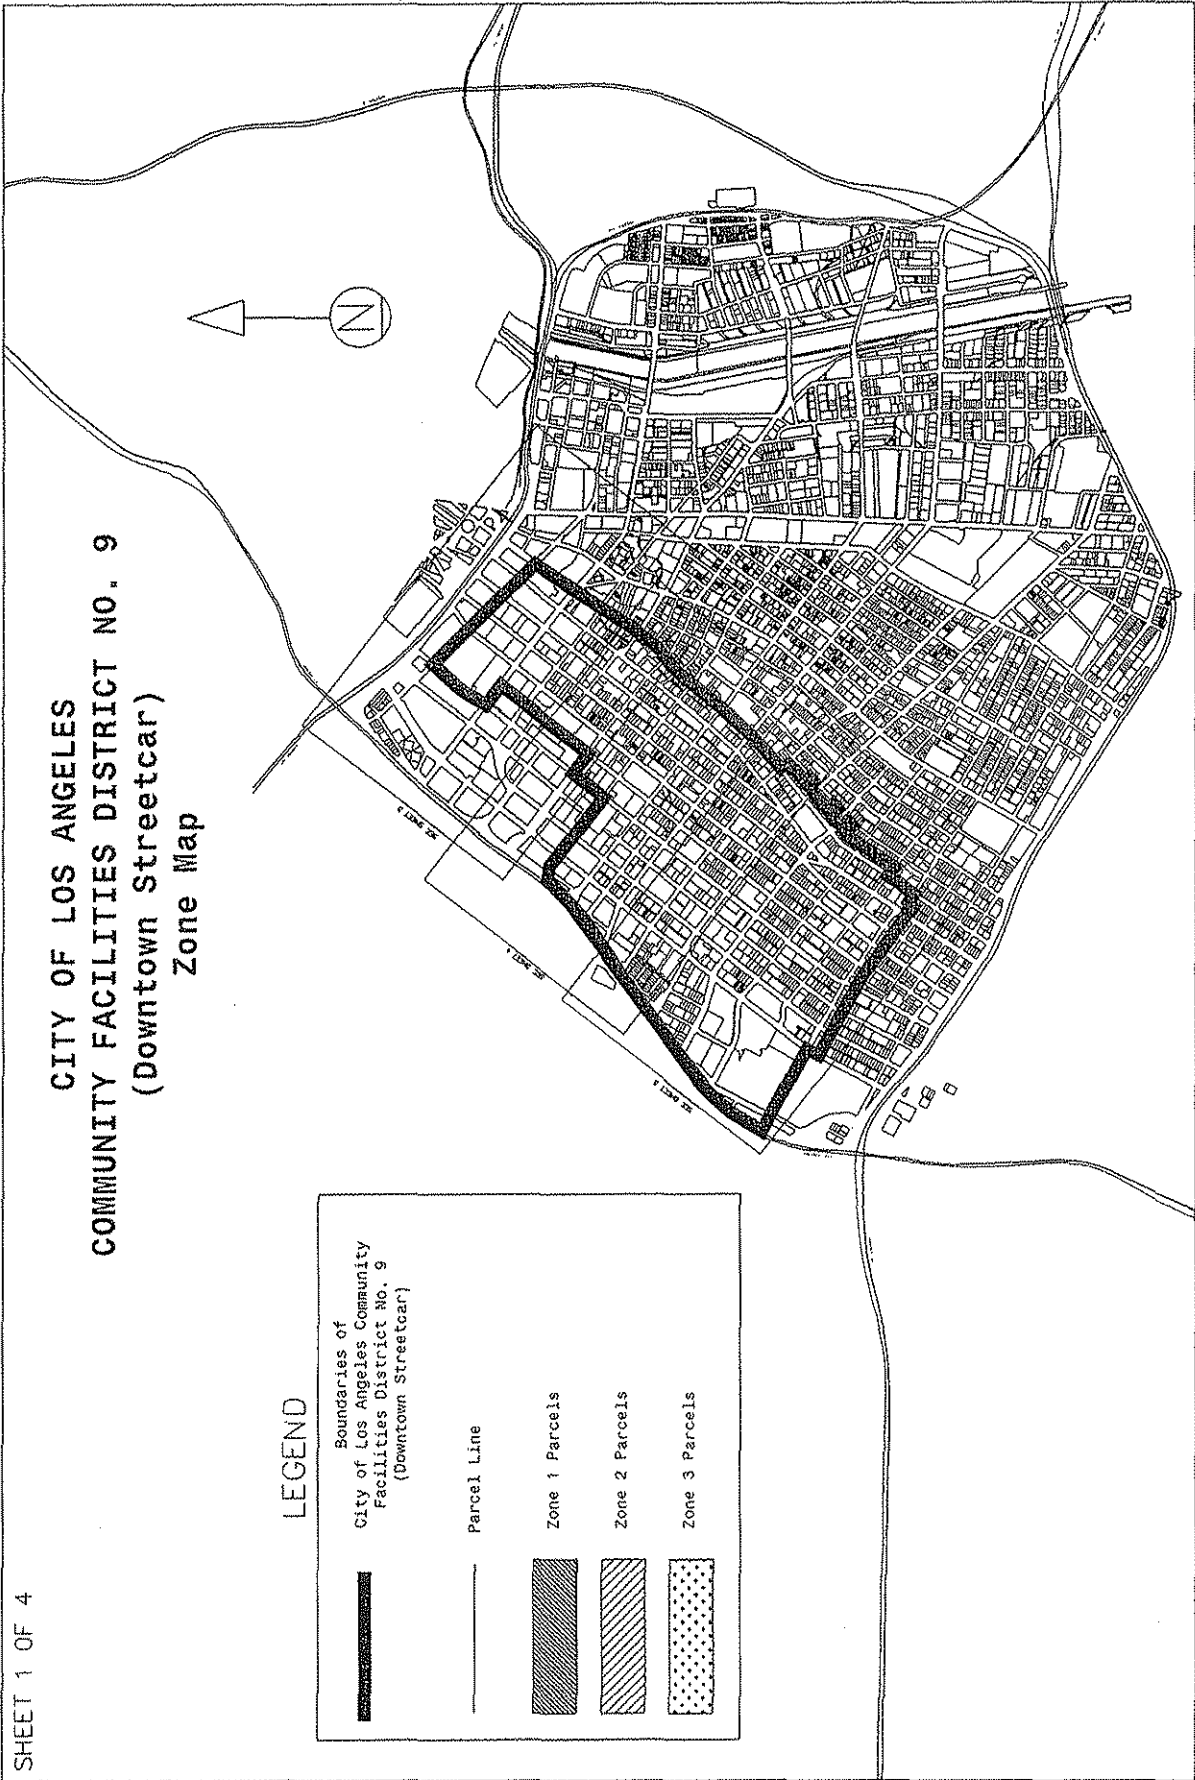 SHEET 1 OF 4
CITY OF LOS ANGELES
COMMUNITY FACILITIES DISTRICT NO. 9
(Downtown Streetcar)
Zone Map
N
LEGEND
Boundaries of
City of Los Angeles Community
Facilities District No. 9
(Downtown Streetcar)
Parcel Line
Zone 1 Parcels
Zone 2 Parcels
Zone 3 Parcels